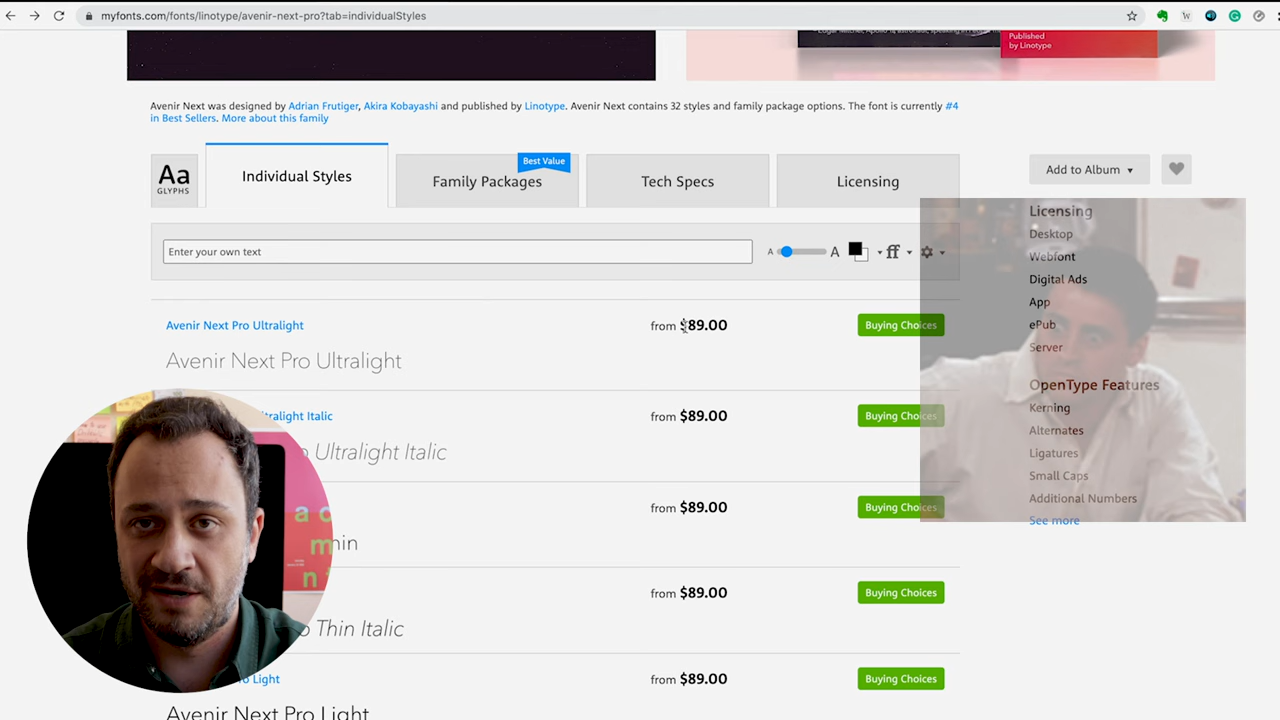 myfonts.com/fonts/linotype/avenir-next-pro?tab=individualStyles
Published
by Linotype
Avenir Next was designed by Adrian Frutiger, Akira Kobayashi and published by Linotype. Avenir Next contains 32 styles and family package options. The font is currently #4
in Best Sellers. More about this family
Aa
GLYPHS
Individual Styles
Best Value
Family Packages
Tech Specs
Licensing
Add to Album
Enter your own text
A
A
ff
Licensing
Desktop
Webfont
Digital Ads
App
ePub
Server
OpenType Features
Kerning
Alternates
Ligatures
Small Caps
Additional Numbers
See more
Avenir Next Pro Ultralight
from $89.00
Buying Choices
Avenir Next Pro Ultralight
Italic
from $89.00
Buying Choices
Ultralight Italic
from $89.00
Buying Choices
from $89.00
Buying Choices
Thin Italic
Light
from $89.00
Buying Choices
Avenir Next Pro Light